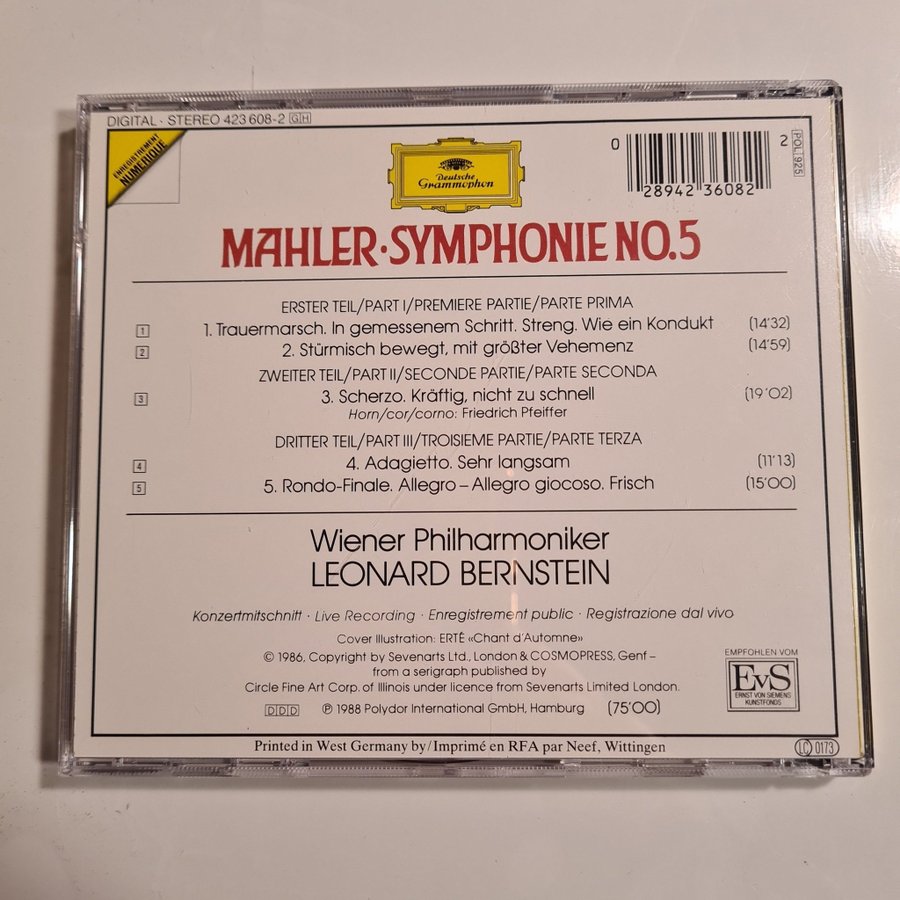 DIGITAL · STEREO 423 608-2 GH
ENREGISTREMENT
NUMERIQUE
Deutsche
Grammophon
0 28942 36082 2
POL 925
MAHLER·SYMPHONIE NO.5
ERSTER TEIL/PART I/PREMIERE PARTIE/PARTE PRIMA
1 1. Trauermarsch. In gemessenem Schritt. Streng. Wie ein Kondukt (14'32)
2 2. Stürmisch bewegt, mit größter Vehemenz (14'59)
ZWEITER TEIL/PART II/SECONDE PARTIE/PARTE SECONDA
3 3. Scherzo. Kräftig, nicht zu schnell (19'02)
Horn/cor/corno: Friedrich Pfeiffer
DRITTER TEIL/PART III/TROISIEME PARTIE/PARTE TERZA
4 4. Adagietto. Sehr langsam (11'13)
5 5. Rondo-Finale. Allegro – Allegro giocoso. Frisch (15'00)
Wiener Philharmoniker
LEONARD BERNSTEIN
Konzertmitschnitt · Live Recording · Enregistrement public · Registrazione dal vivo
Cover Illustration: ERTÉ «Chant d'Automne»
© 1986, Copyright by Sevenarts Ltd., London & COSMOPRESS, Genf –
from a serigraph published by
Circle Fine Art Corp. of Illinois under licence from Sevenarts Limited London.
DDD ℗ 1988 Polydor International GmbH, Hamburg (75'00)
EMPFOHLEN VOM
EvS
ERNST VON SIEMENS
KUNSTFONDS
Printed in West Germany by/Imprimé en RFA par Neef, Wittingen
LC 0173